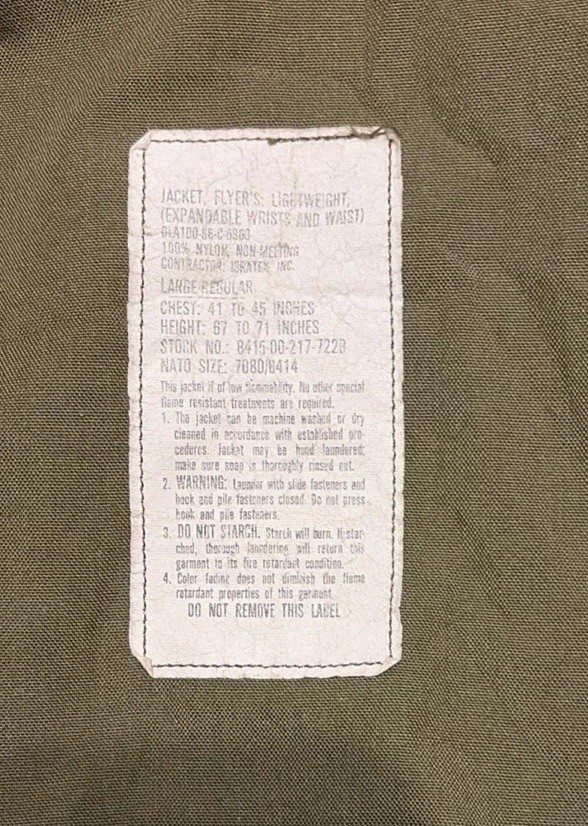 JACKET, FLYER'S: LIGHTWEIGHT,
(EXPANDABLE WRISTS AND WAIST)
DLA100-86-C-0303
100% NYLON, NON-MELTING
CONTRACTOR: ISRATEX, INC.
LARGE-REGULAR
CHEST: 41 TO 45 INCHES
HEIGHT: 67 TO 71 INCHES
STOCK NO.: 8415-00-217-7229
NATO SIZE: 7080/0414
This jacket if of low flammability. No other special
flame resistant treatments are required.
1. The jacket can be machine washed or dry
cleaned in accordance with established pro-
cedures. Jacket may be hand laundered;
make sure soap is thoroughly rinsed out.
2. WARNING: Launder with slide fasteners and
hook and pile fasteners closed. Do not press
hook and pile fasteners.
3. DO NOT STARCH. Starch will burn. If star-
ched, thorough laundering will return this
garment to its fire retardant condition.
4. Color fading does not diminish the flame
retardant properties of this garment.
DO NOT REMOVE THIS LABEL